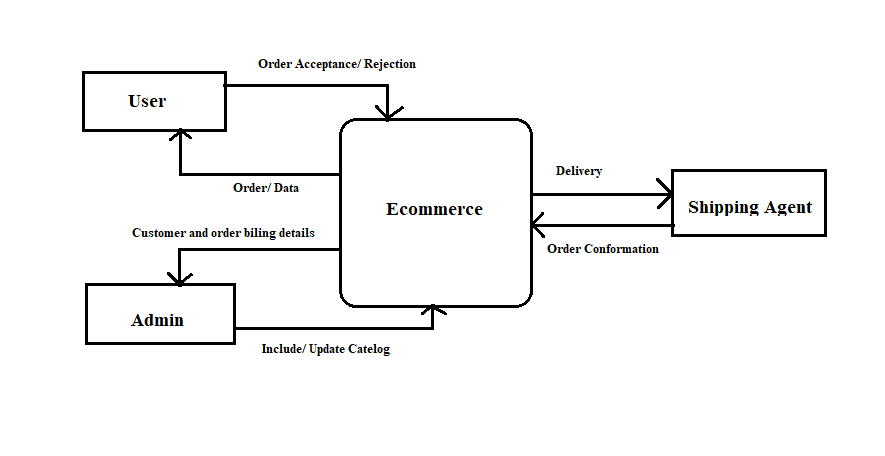 Order Acceptance/ Rejection
User
Order/ Data
Ecommerce
Delivery
Shipping Agent
Order Conformation
Customer and order biling details
Admin
Include/ Update Catelog